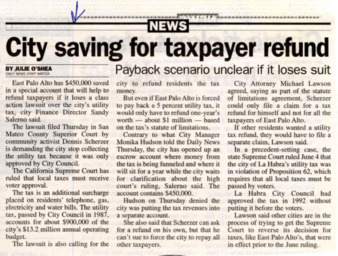 NEWS
City saving for taxpayer refund
BY JULIE O'SHEA
DAILY NEWS STAFF WRITER
Payback scenario unclear if it loses suit
East Palo Alto has $450,000 saved
in a special account that will help to
refund taxpayers if it loses a class
action lawsuit over the city's utility
tax, city Finance Director Sandy
Salerno said.
The lawsuit filed Thursday in San
Mateo County Superior Court by
community activist Dennis Scherzer
is demanding the city stop collecting
the utility tax because it was only
approved by City Council.
The California Supreme Court has
ruled that local taxes must receive
voter approval.
The tax is an additional surcharge
placed on residents' telephone, gas,
electricity and water bills. The utility
tax, passed by City Council in 1987,
accounts for about $900,000 of the
city's $13.2 million annual operating
budget.
The lawsuit is also calling for the
city to refund residents the tax
money.
But even if East Palo Alto is forced
to pay back a 5 percent utility tax, it
would only have to refund one-year's
worth — about $1 million — based
on the tax's statute of limitations.
Contrary to what City Manager
Monika Hudson told the Daily News
Thursday, the city has opened up an
escrow account where money from
the tax is being funneled and where it
will sit for a year while the city waits
for clarification about the high
court's ruling, Salerno said. The
account contains $450,000.
Hudson on Thursday denied the
city was putting the tax revenues into
a separate account.
She also said that Scherzer can ask
for a refund on his own, but that he
can't sue to force the city to repay all
other taxpayers.
City Attorney Michael Lawson
agreed, saying as part of the statute
of limitations agreement, Scherzer
could only file a claim for a tax
refund for himself and not for all of the
taxpayers of East Palo Alto.
If other residents wanted a utility
tax refund, they would have to file a
separate claim, Lawson said.
In a precedent-setting case, the
state Supreme Court ruled June 4 that
the city of La Habra's utility tax was
in violation of Proposition 62, which
requires that all local taxes must be
passed by voters.
La Habra City Council had
approved the tax in 1992 without
putting it before the voters.
Lawson said other cities are in the
process of trying to get the Supreme
Court to reverse its decision for
taxes, like East Palo Alto's, that were
in effect prior to the June ruling.